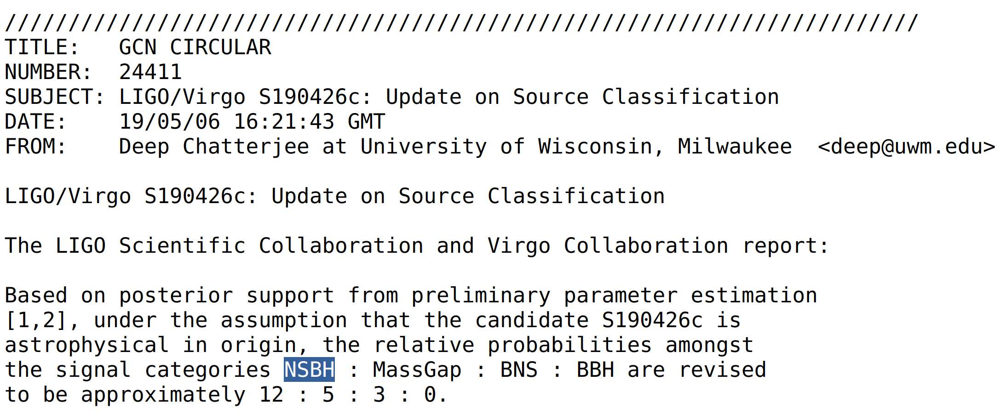 ////////////////////////////////////////////////////////////////////////
TITLE:   GCN CIRCULAR
NUMBER:  24411
SUBJECT: LIGO/Virgo S190426c: Update on Source Classification
DATE:    19/05/06 16:21:43 GMT
FROM:    Deep Chatterjee at University of Wisconsin, Milwaukee  <deep@uwm.edu>
LIGO/Virgo S190426c: Update on Source Classification
The LIGO Scientific Collaboration and Virgo Collaboration report:
Based on posterior support from preliminary parameter estimation
[1,2], under the assumption that the candidate S190426c is
astrophysical in origin, the relative probabilities amongst
the signal categories NSBH : MassGap : BNS : BBH are revised
to be approximately 12 : 5 : 3 : 0.